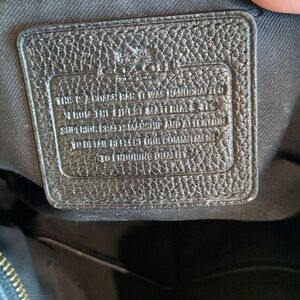 THIS IS A COACH BAG. IT WAS HANDCRAFTED
FROM THE FINEST MATERIALS.
SUPERIOR CRAFTSMANSHIP AND ATTENTION
TO DETAIL REFLECT OUR COMMITMENT
TO ENDURING QUALITY.